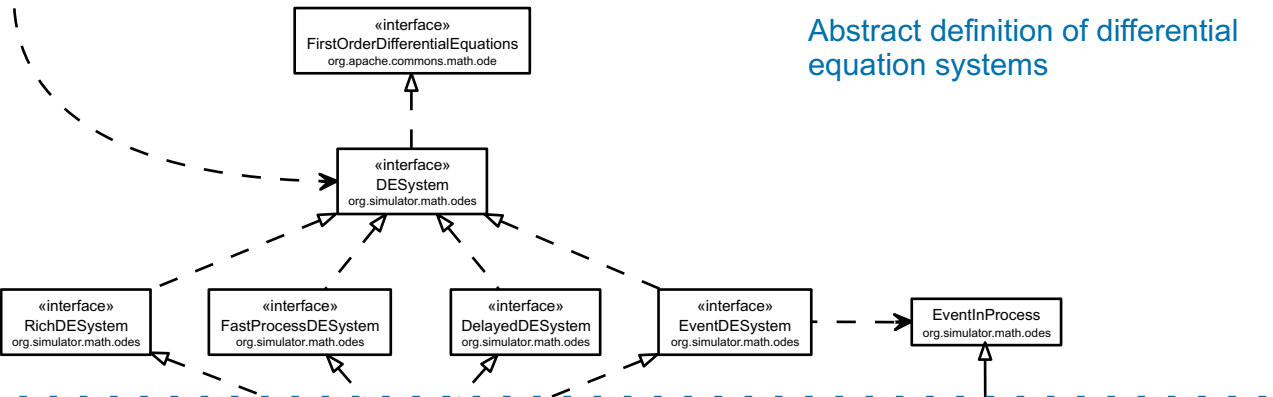 «interface»
FirstOrderDifferentialEquations
org.apache.commons.math.ode
Abstract definition of differential
equation systems
«interface»
DESystem
org.simulator.math.odes
«interface»
RichDESystem
org.simulator.math.odes
«interface»
FastProcessDESystem
org.simulator.math.odes
«interface»
DelayedDESystem
org.simulator.math.odes
«interface»
EventDESystem
org.simulator.math.odes
EventInProcess
org.simulator.math.odes